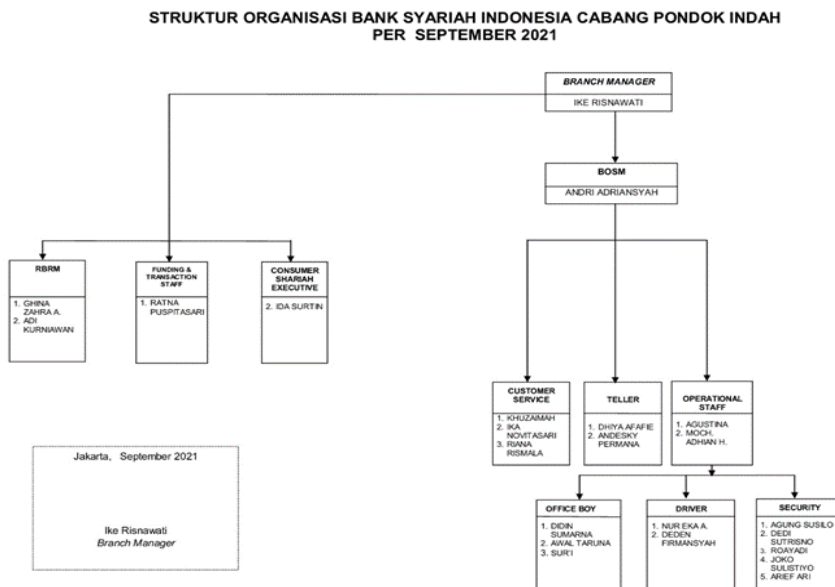 STRUKTUR ORGANISASI BANK SYARIAH INDONESIA CABANG PONDOK INDAH
PER SEPTEMBER 2021
BRANCH MANAGER
IKE RISNAWATI
BOSM
ANDRI ADRIANSYAH
RBRM
1. GHINA
ZAHRA A.
2. ADI
KURNIAWAN
FUNDING &
TRANSACTION
STAFF
1. RATNA
PUSPITASARI
CONSUMER
SHARIAH
EXECUTIVE
2. IDA SURTIN
CUSTOMER
SERVICE
1. KHUZAIMAH
2. IKA
NOVITASARI
3. RIANA
RISMALA
TELLER
1. DHIYA AFAFIE
2. ANDESKY
PERMANA
OPERATIONAL
STAFF
1. AGUSTINA
2. MOCH.
ADHIAN H.
Jakarta, September 2021
Ike Risnawati
Branch Manager
OFFICE BOY
1. DIDIN
SUMARNA
2. AWAL TARUNA
3. SUR'I
DRIVER
1. NUR EKA A.
2. DEDEN
FIRMANSYAH
SECURITY
1. AGUNG SUSILO
2. DEDI
SUTRISNO
3. ROAYADI
4. JOKO
SULISTIYO
5. ARIEF ARI